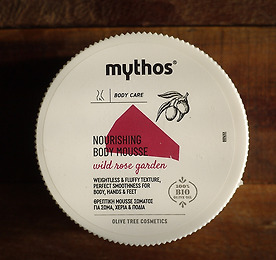 mythos®
BODY CARE
NOURISHING
BODY MOUSSE
wild rose garden
WEIGHTLESS & FLUFFY TEXTURE,
PERFECT SMOOTHNESS FOR
BODY, HANDS & FEET
ΘΡΕΠΤΙΚΗ MOUSSE ΣΩΜΑΤΟΣ
ΓΙΑ ΣΩΜΑ, ΧΕΡΙΑ & ΠΟΔΙΑ
100%
BIO
OLIVE OIL
OLIVE TREE COSMETICS